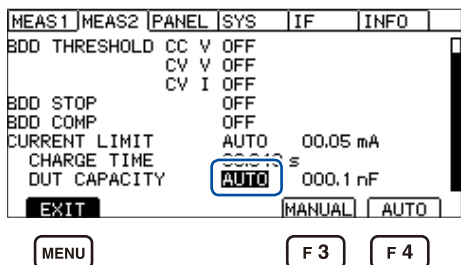 MEAS1 MEAS2 PANEL SYS IF INFO
BDD THRESHOLD CC V OFF
CV V OFF
CV I OFF
BDD STOP OFF
BDD COMP OFF
CURRENT LIMIT AUTO 00.05 mA
CHARGE TIME s
DUT CAPACITY AUTO 000.1 nF
EXIT MANUAL AUTO
MENU F 3 F 4